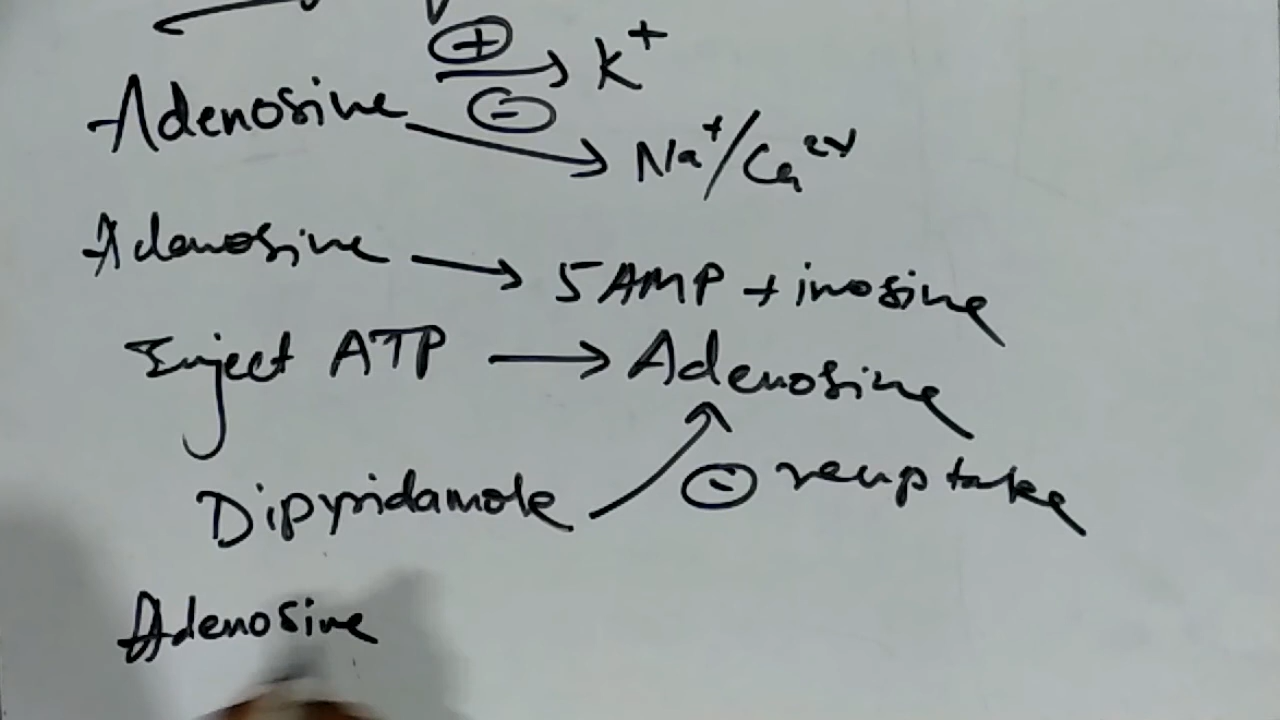 Adenosine ⊕→ K⁺
⊖→ Na⁺/Ca²⁺
Adenosine → 5AMP + inosine
Inject ATP → Adenosine
Dipyridamole ↗ ⊖ reuptake
Adenosine